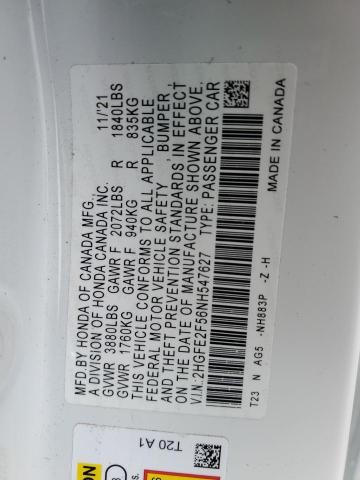 MFD. BY HONDA OF CANADA MFG. 11/21
A DIVISION OF HONDA CANADA INC.
GVWR 3880LBS GAWR F 2072LBS R 1840LBS
GVWR 1760KG GAWR F 940KG R 835KG
THIS VEHICLE CONFORMS TO ALL APPLICABLE
FEDERAL MOTOR VEHICLE SAFETY , BUMPER,
AND THEFT PREVENTION STANDARDS IN EFFECT
ON THE DATE OF MANUFACTURE SHOWN ABOVE.
V.I.N.:2HGFE2F56NH547627 TYPE: PASSENGER CAR
T23 N AG5 -NH883P -Z -H
MADE IN CANADA
T20 A1
ON
s.